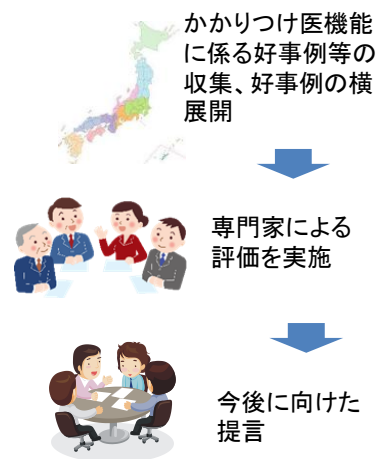 かかりつけ医機能
に係る好事例等の
収集、好事例の横
展開
専門家による
評価を実施
今後に向けた
提言